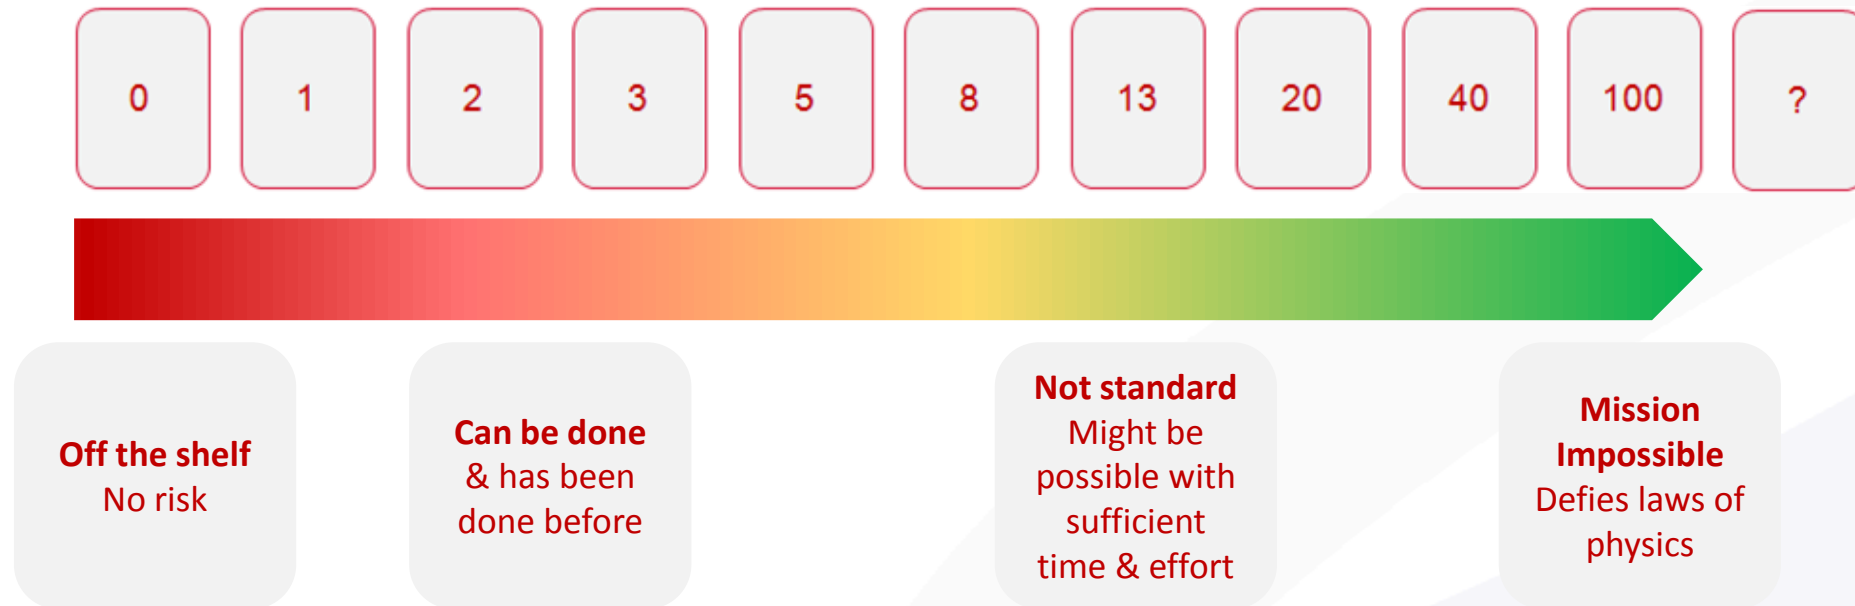 0 1 2 3 5 8 13 20 40 100 ?
Off the shelf
No risk
Can be done
& has been
done before
Not standard
Might be
possible with
sufficient
time & effort
Mission
Impossible
Defies laws of
physics